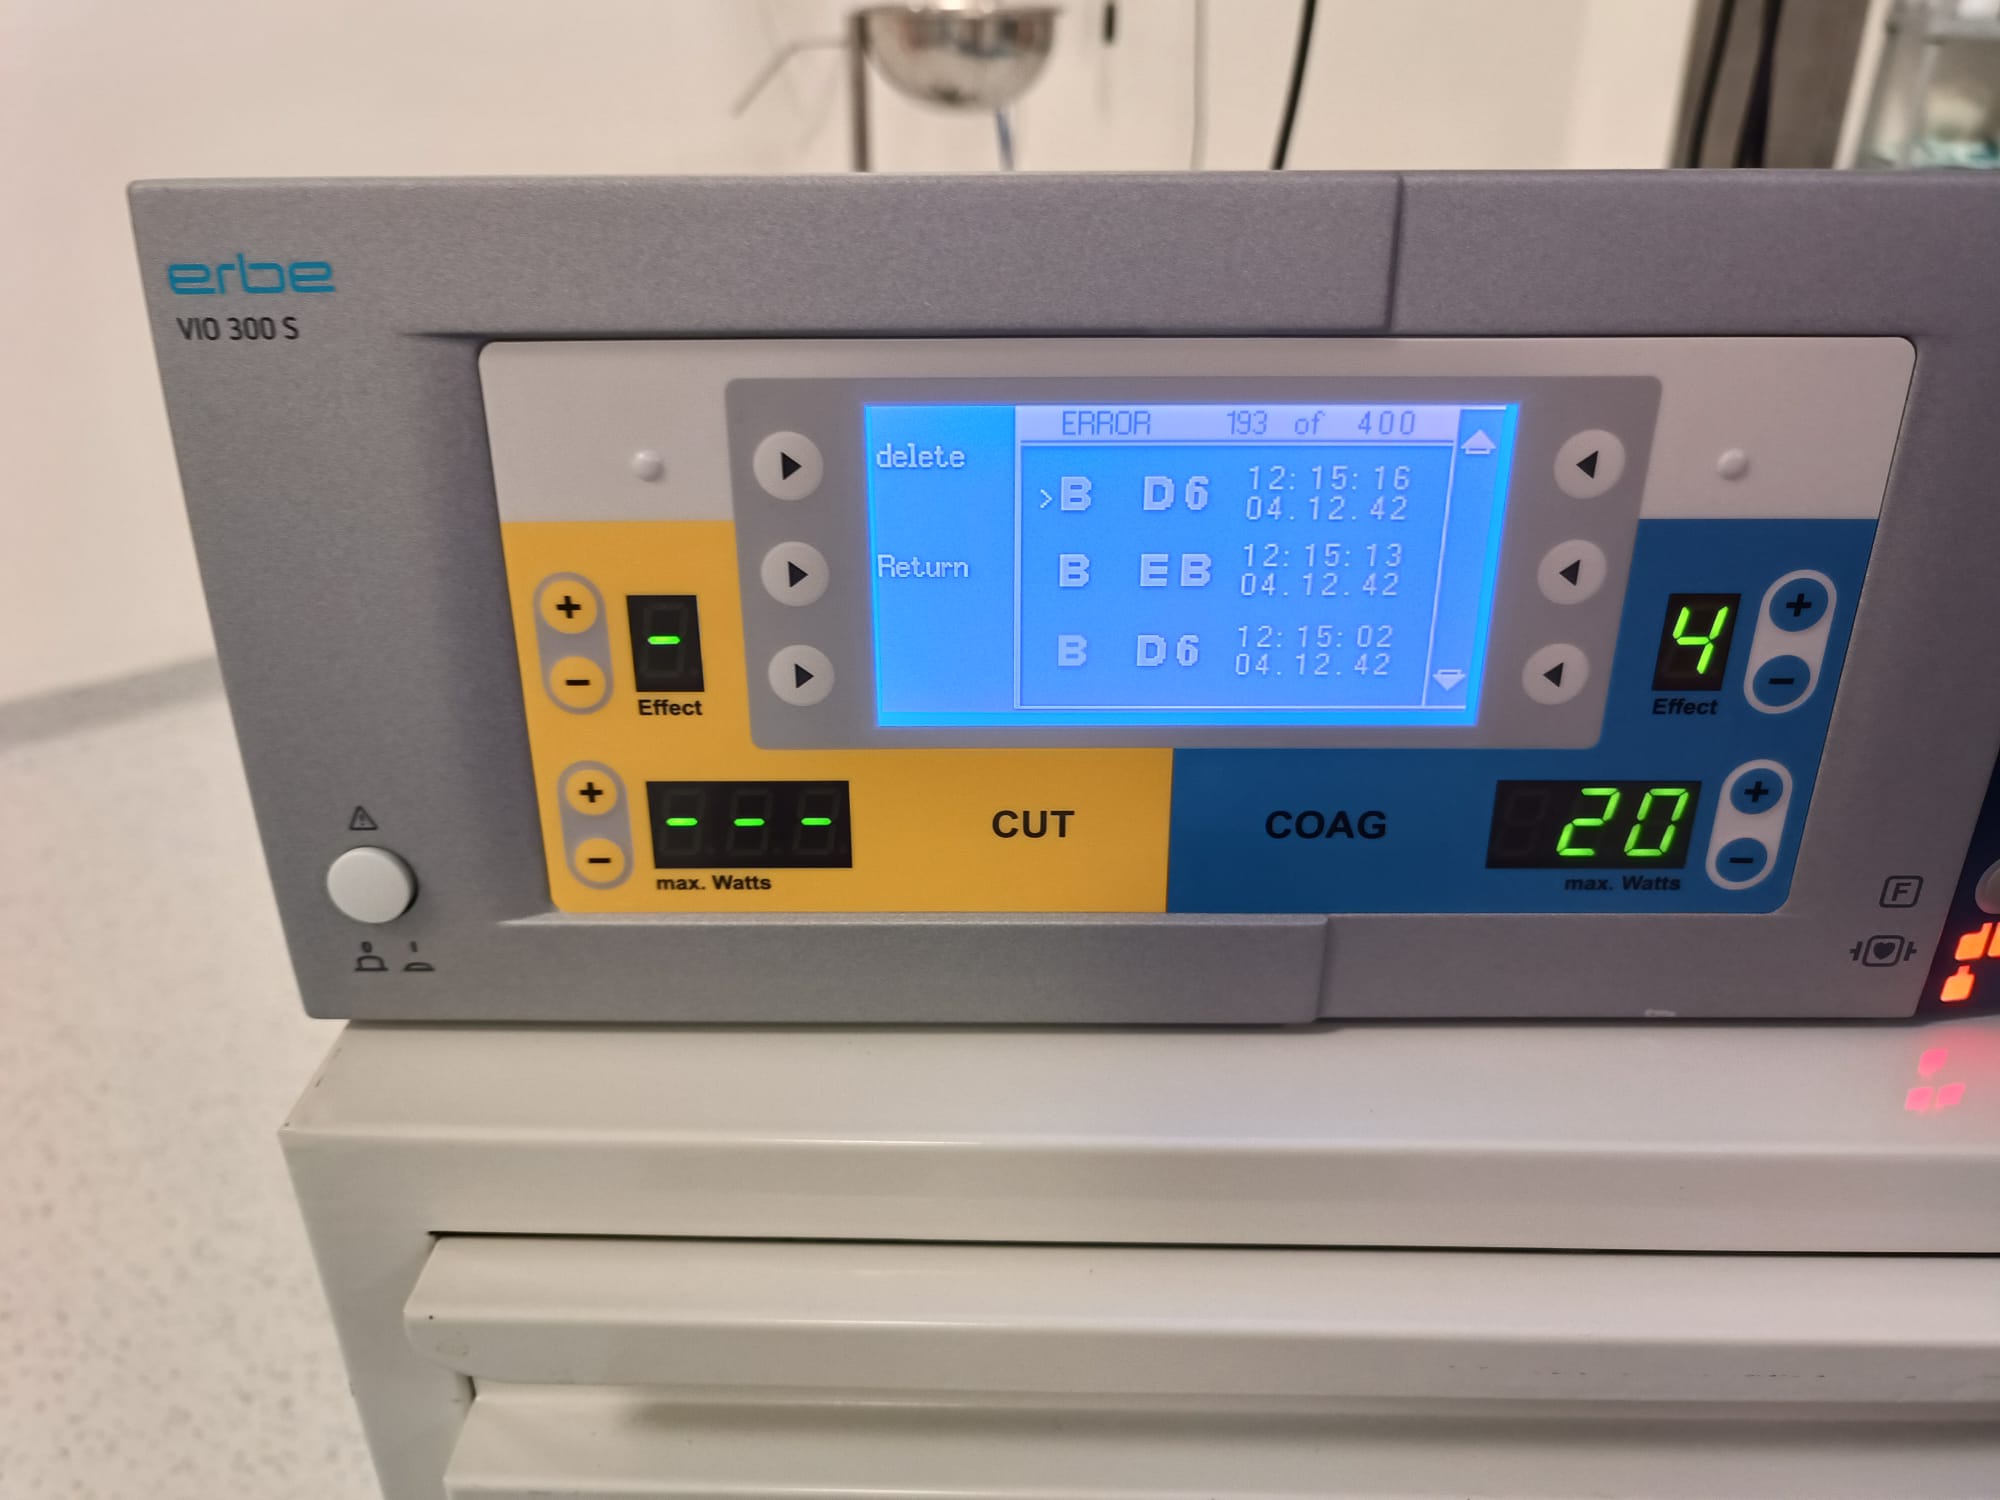 erbe
VIO 300 S
ERROR 193 of 400
delete
>B D6 12:15:16
04.12.42
B EB 12:15:13
04.12.42
Return
B D6 12:15:02
04.12.42
+
-
-
Effect
4
+
-
Effect
+
-
---
max. Watts
CUT
COAG
20
max. Watts
+
-
F